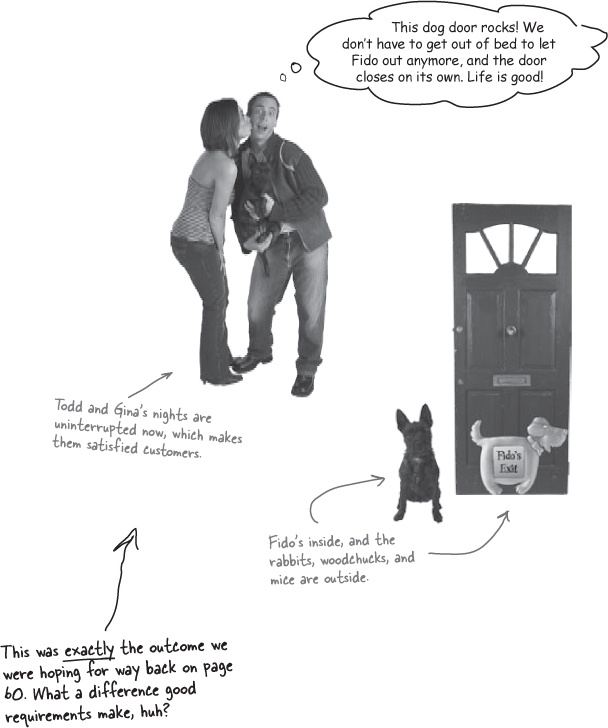 This dog door rocks! We
don't have to get out of bed to let
Fido out anymore, and the door
closes on its own. Life is good!
Todd and Gina's nights are
uninterrupted now, which makes
them satisfied customers.
Fido's
Exit
Fido's inside, and the
rabbits, woodchucks, and
mice are outside.
This was exactly the outcome we
were hoping for way back on page
60. What a difference good
requirements make, huh?